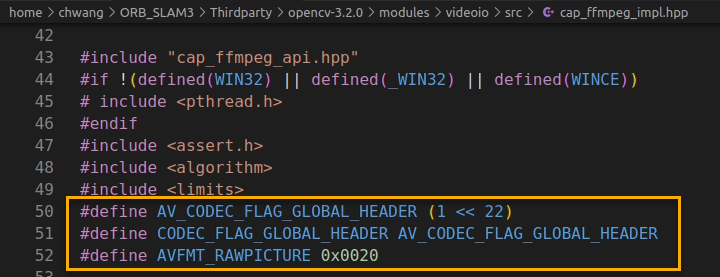 home > chwang > ORB_SLAM3 > Thirdparty > opencv-3.2.0 > modules > videoio > src > cap_ffmpeg_impl.hpp
42
43 #include "cap_ffmpeg_api.hpp"
44 #if !(defined(WIN32) || defined(_WIN32) || defined(WINCE))
45 # include <pthread.h>
46 #endif
47 #include <assert.h>
48 #include <algorithm>
49 #include <limits>
50 #define AV_CODEC_FLAG_GLOBAL_HEADER (1 << 22)
51 #define CODEC_FLAG_GLOBAL_HEADER AV_CODEC_FLAG_GLOBAL_HEADER
52 #define AVFMT_RAWPICTURE 0x0020